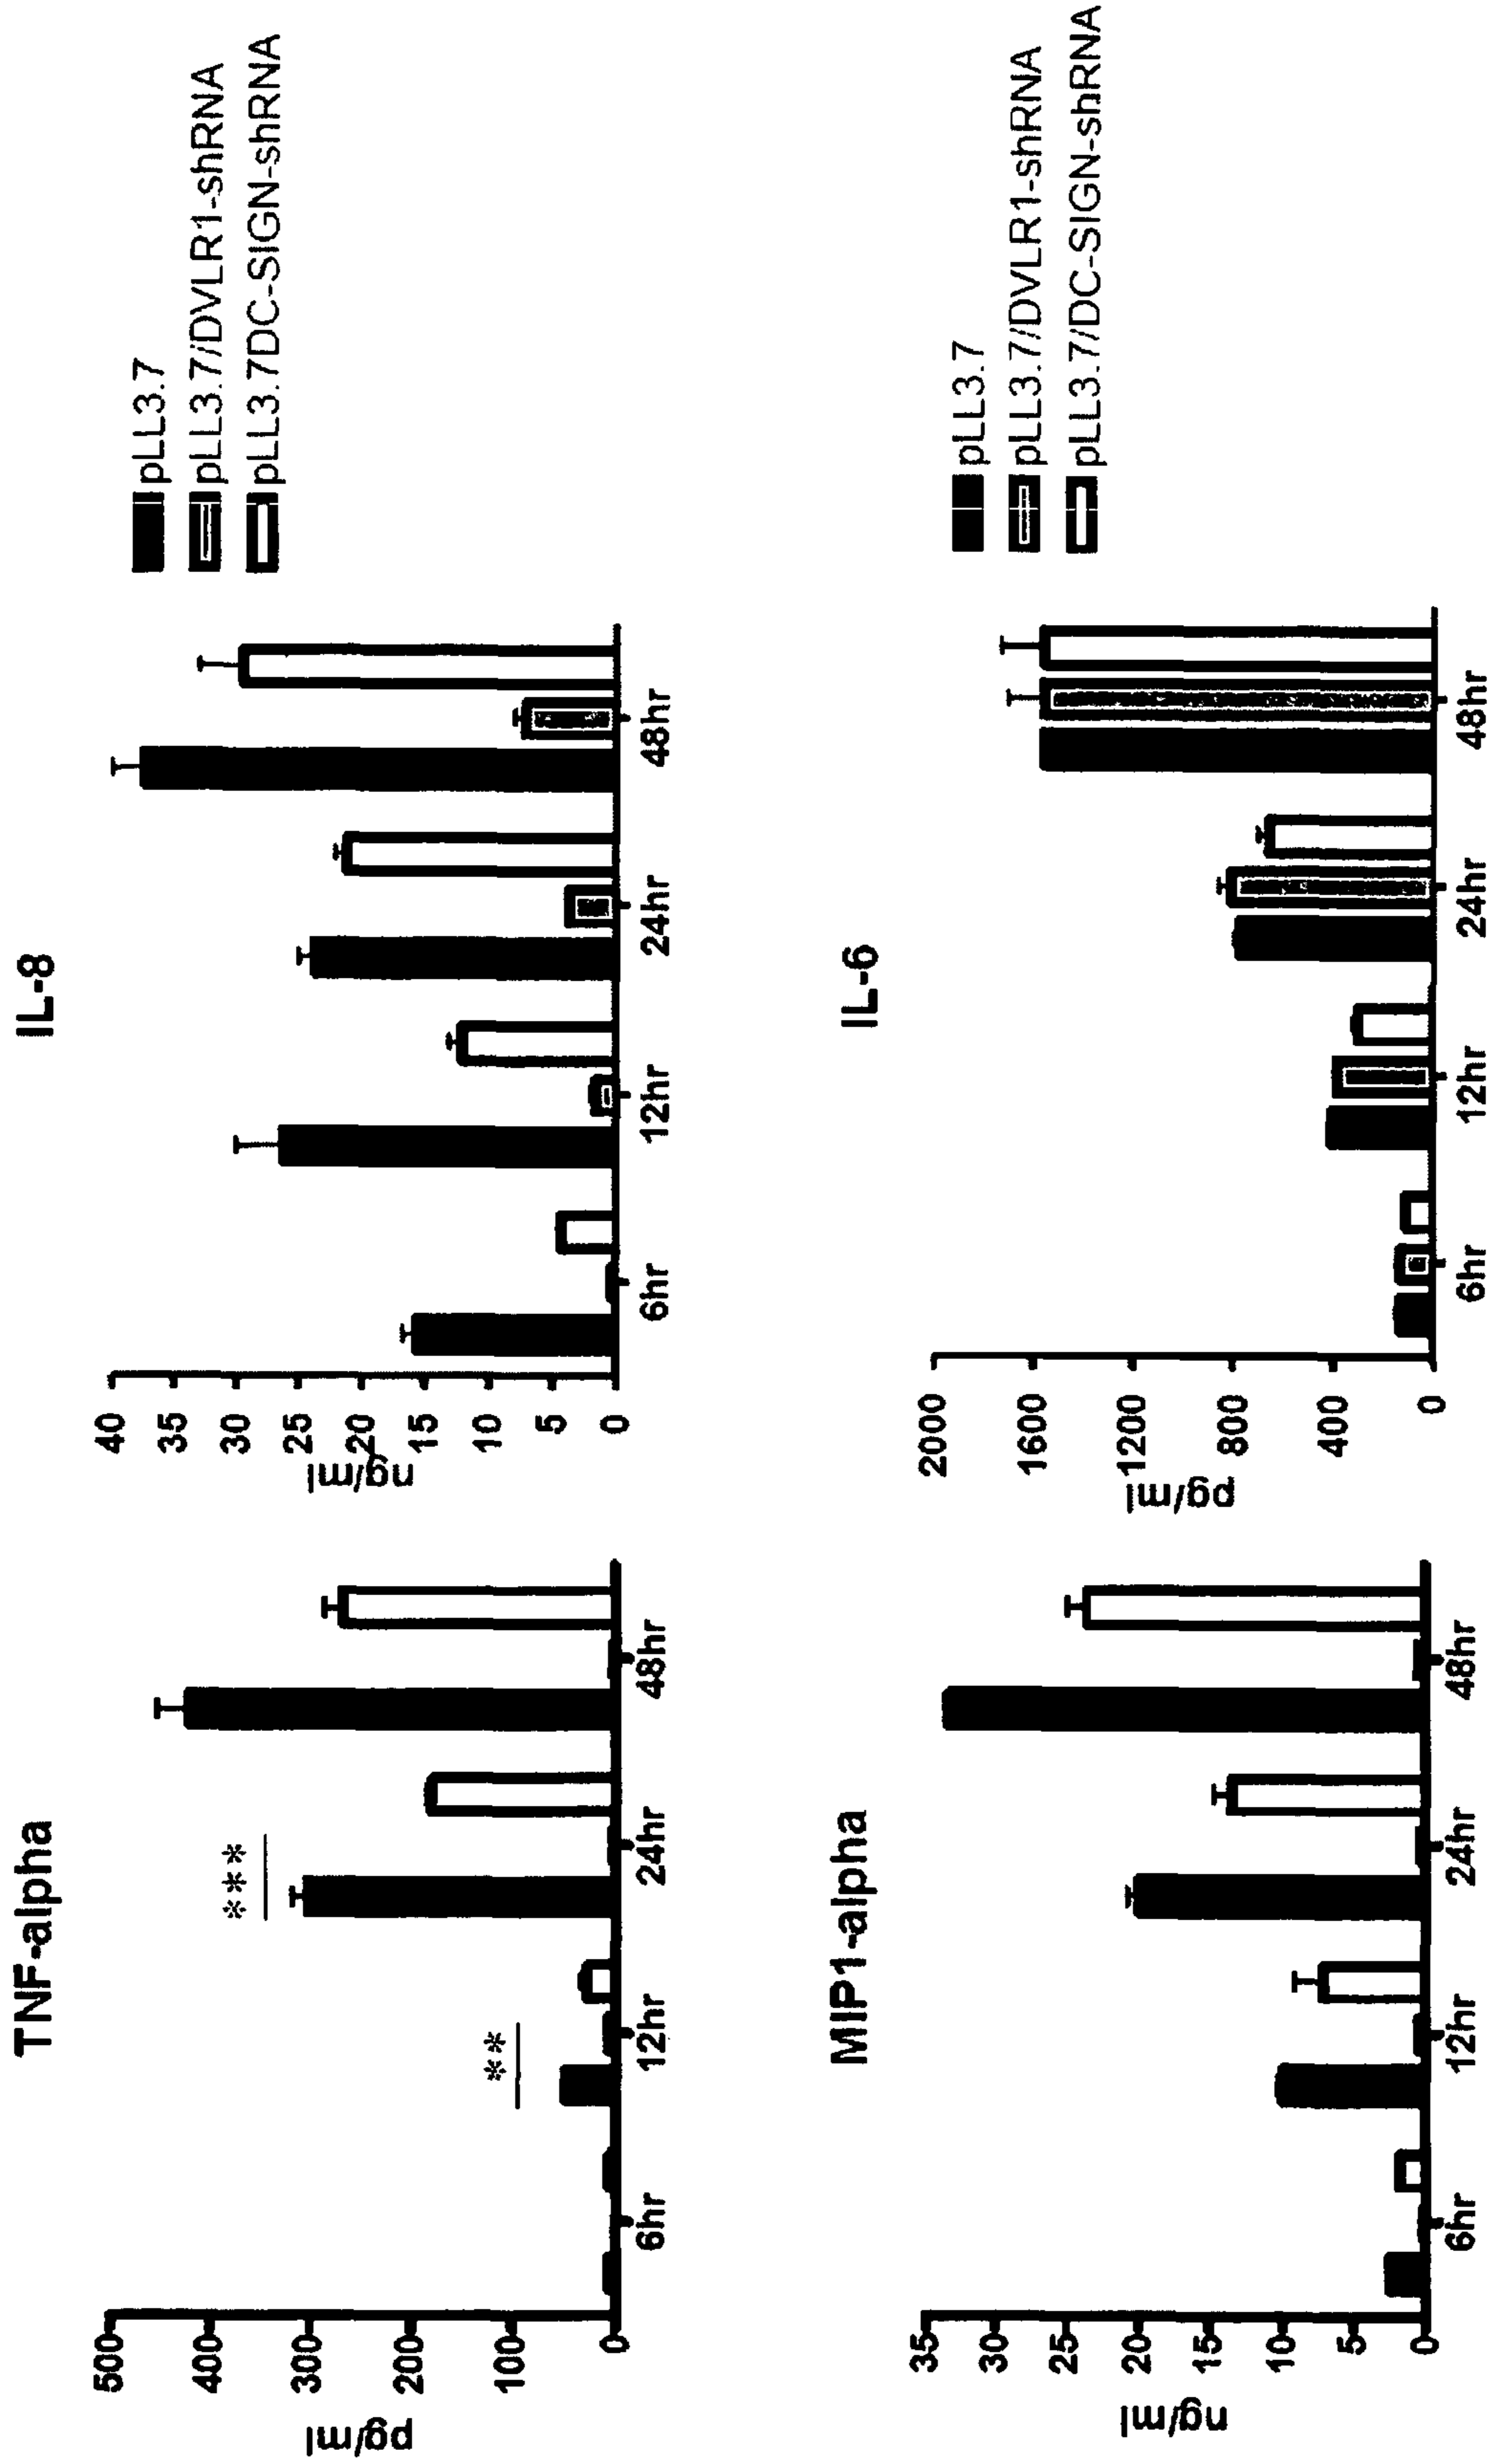 TNF-alpha
***
**
500
400
300
200
100
0
pg/ml
6hr 12hr 24hr 48hr
IL-8
40
35
30
25
20
15
10
5
0
ng/ml
6hr 12hr 24hr 48hr
pLL3.7
pLL3.7/DVLR1-shRNA
pLL3.7DC-SIGN-shRNA
MIP1-alpha
35
30
25
20
15
10
5
0
ng/ml
6hr 12hr 24hr 48hr
IL-6
2000
1600
1200
800
400
0
pg/ml
6hr 12hr 24hr 48hr
pLL3.7
pLL3.7/DVLR1-shRNA
pLL3.7/DC-SIGN-shRNA